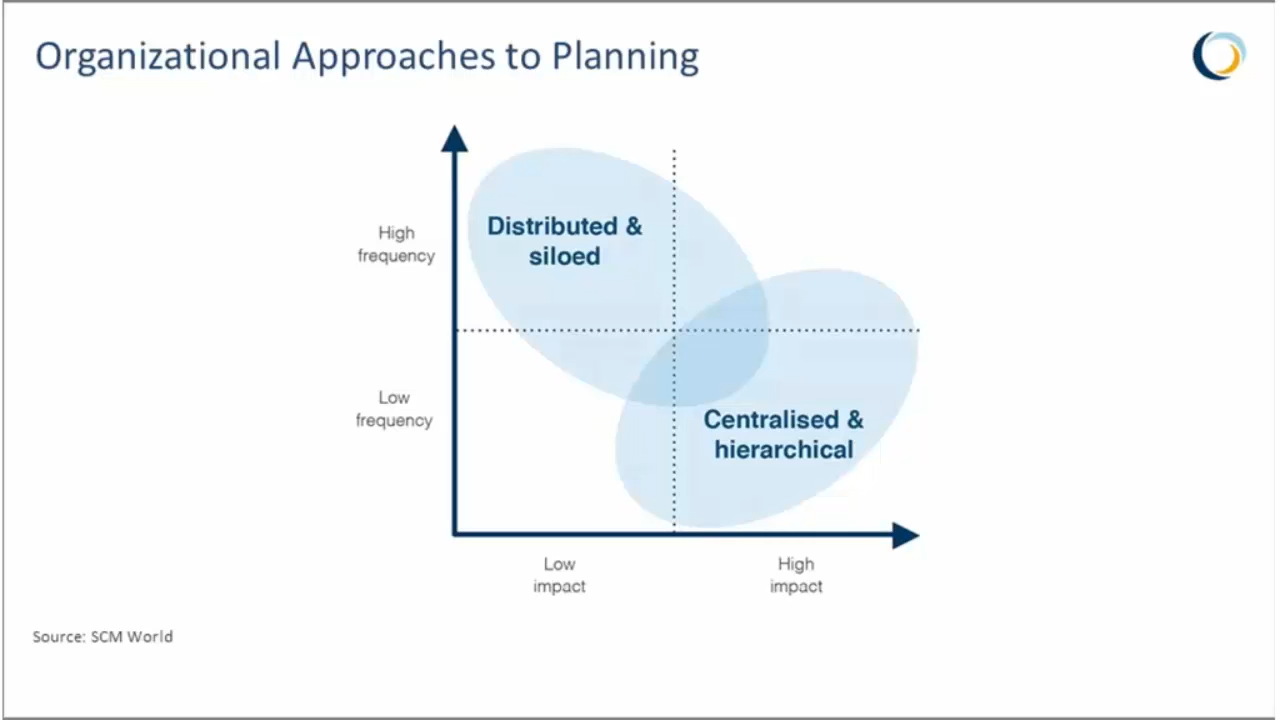 Organizational Approaches to Planning
Distributed &
siloed
High
frequency
Low
frequency
Centralised &
hierarchical
Low
impact
High
impact
Source: SCM World